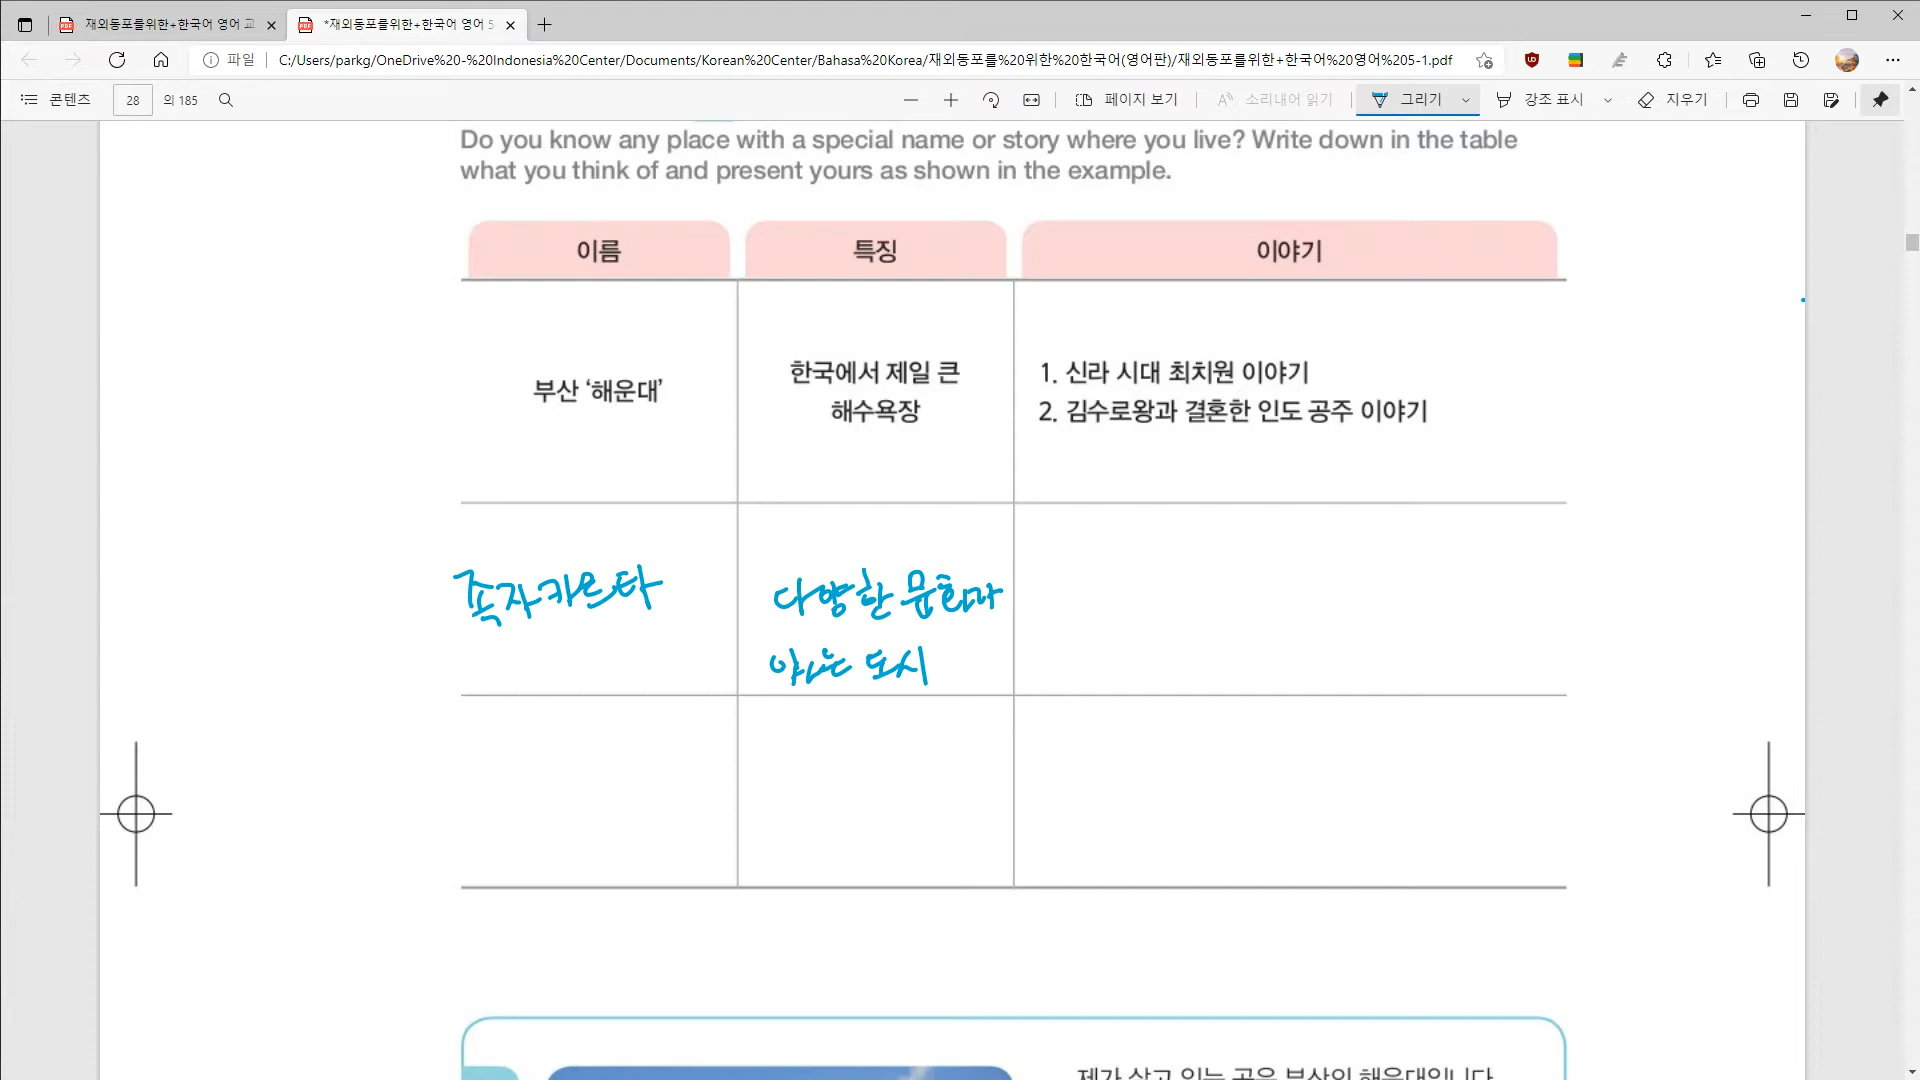 재외동포를위한+한국어 영어 교
*재외동포를위한+한국어 영어 5
파일
C:/Users/parkg/OneDrive%20-%20Indonesia%20Center/Documents/Korean%20Center/Bahasa%20Korea/재외동포를%20위한%20한국어(영어판)/재외동포를위한+한국어%20영어%205-1.pdf
콘텐츠 28 의 185 페이지 보기 소리내어 읽기 그리기 강조 표시 지우기
Do you know any place with a special name or story where you live? Write down in the table
what you think of and present yours as shown in the example.
이름 특징 이야기
부산 ‘해운대’
한국에서 제일 큰
해수욕장
1. 신라 시대 최치원 이야기
2. 김수로왕과 결혼한 인도 공주 이야기
족자카르타
다양한 문화가
있는 도시
제가 살고 있는 곳은 부산의 해운대입니다